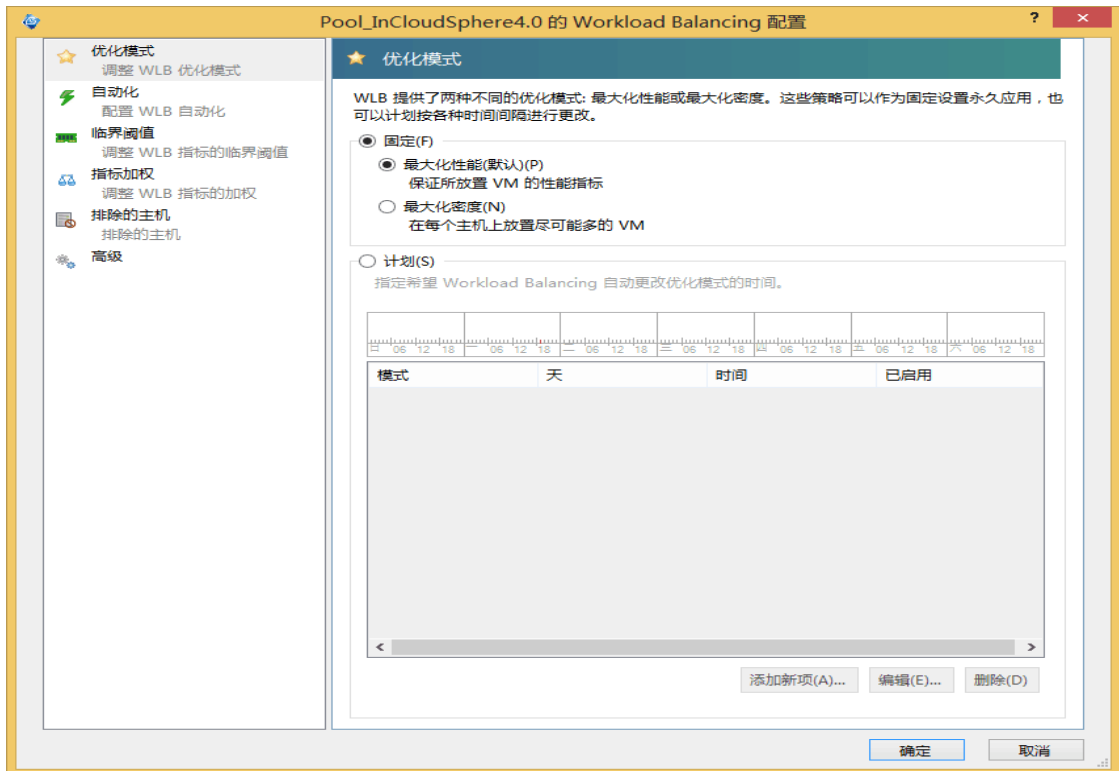 Pool_InCloudSphere4.0 的 Workload Balancing 配置
?
×
优化模式
调整 WLB 优化模式
自动化
配置 WLB 自动化
临界阈值
调整 WLB 指标的临界阈值
指标加权
调整 WLB 指标的加权
排除的主机
排除的主机
高级
优化模式
WLB 提供了两种不同的优化模式: 最大化性能或最大化密度。这些策略可以作为固定设置永久应用，也
可以计划按各种时间间隔进行更改。
固定(F)
最大化性能(默认)(P)
保证所放置 VM 的性能指标
最大化密度(N)
在每个主机上放置尽可能多的 VM
计划(S)
指定希望 Workload Balancing 自动更改优化模式的时间。
日 06 12 18 一 06 12 18 二 06 12 18 三 06 12 18 四 06 12 18 五 06 12 18 六 06 12 18
模式 天 时间 已启用
添加新项(A)... 编辑(E)... 删除(D)
确定 取消